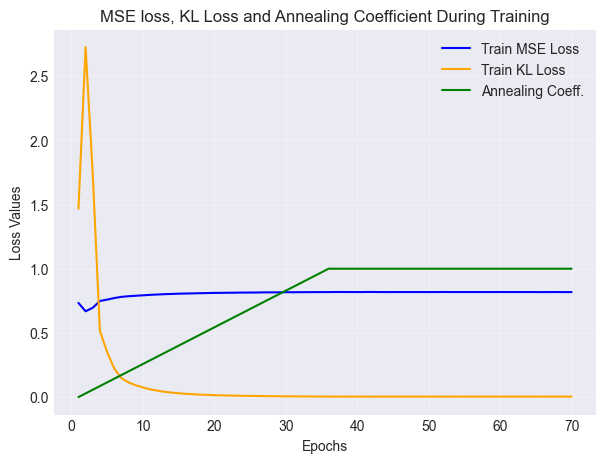 MSE loss, KL Loss and Annealing Coefficient During Training
Train MSE Loss
Train KL Loss
Annealing Coeff.
2.5
2.0
1.5
1.0
0.5
0.0
Loss Values
0 10 20 30 40 50 60 70
Epochs